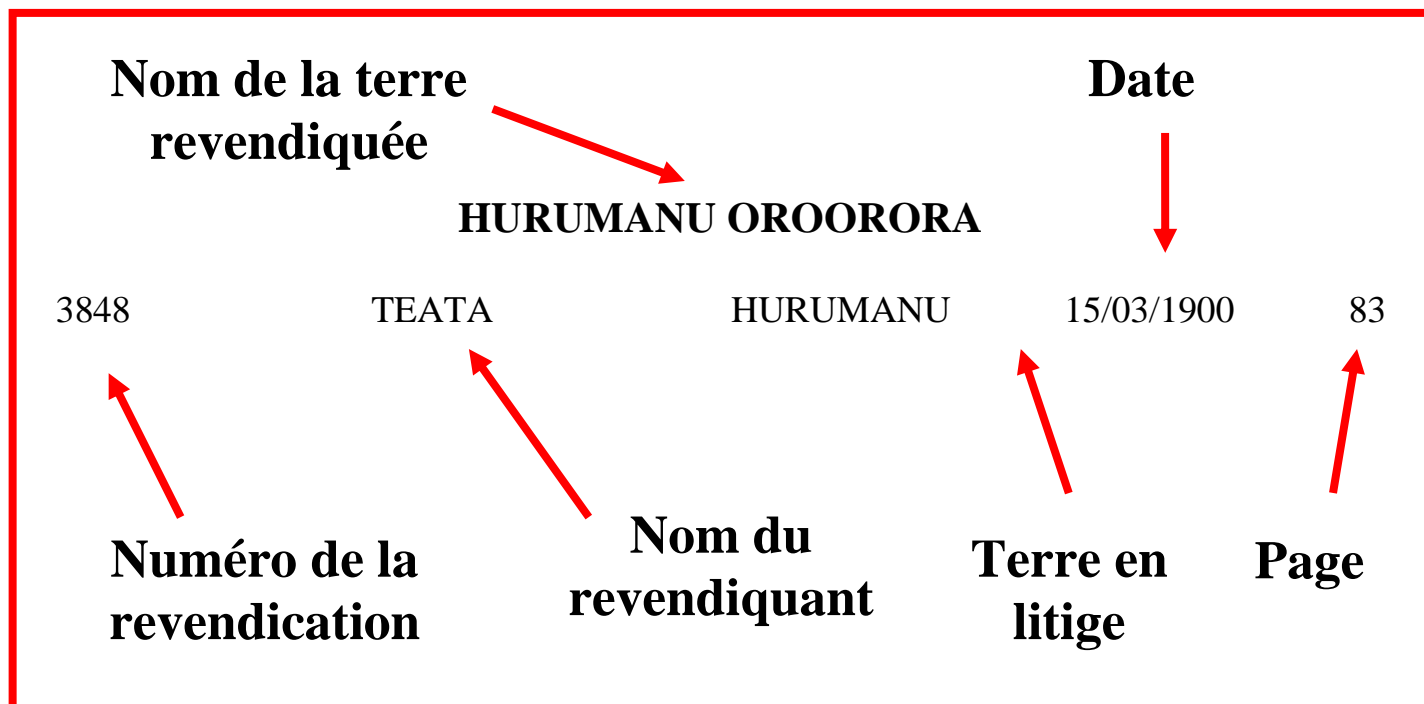 Nom de la terre
revendiquée
Date
HURUMANU OROORORA
3848 TEATA HURUMANU 15/03/1900 83
Numéro de la
revendication
Nom du
revendiquant
Terre en
litige
Page